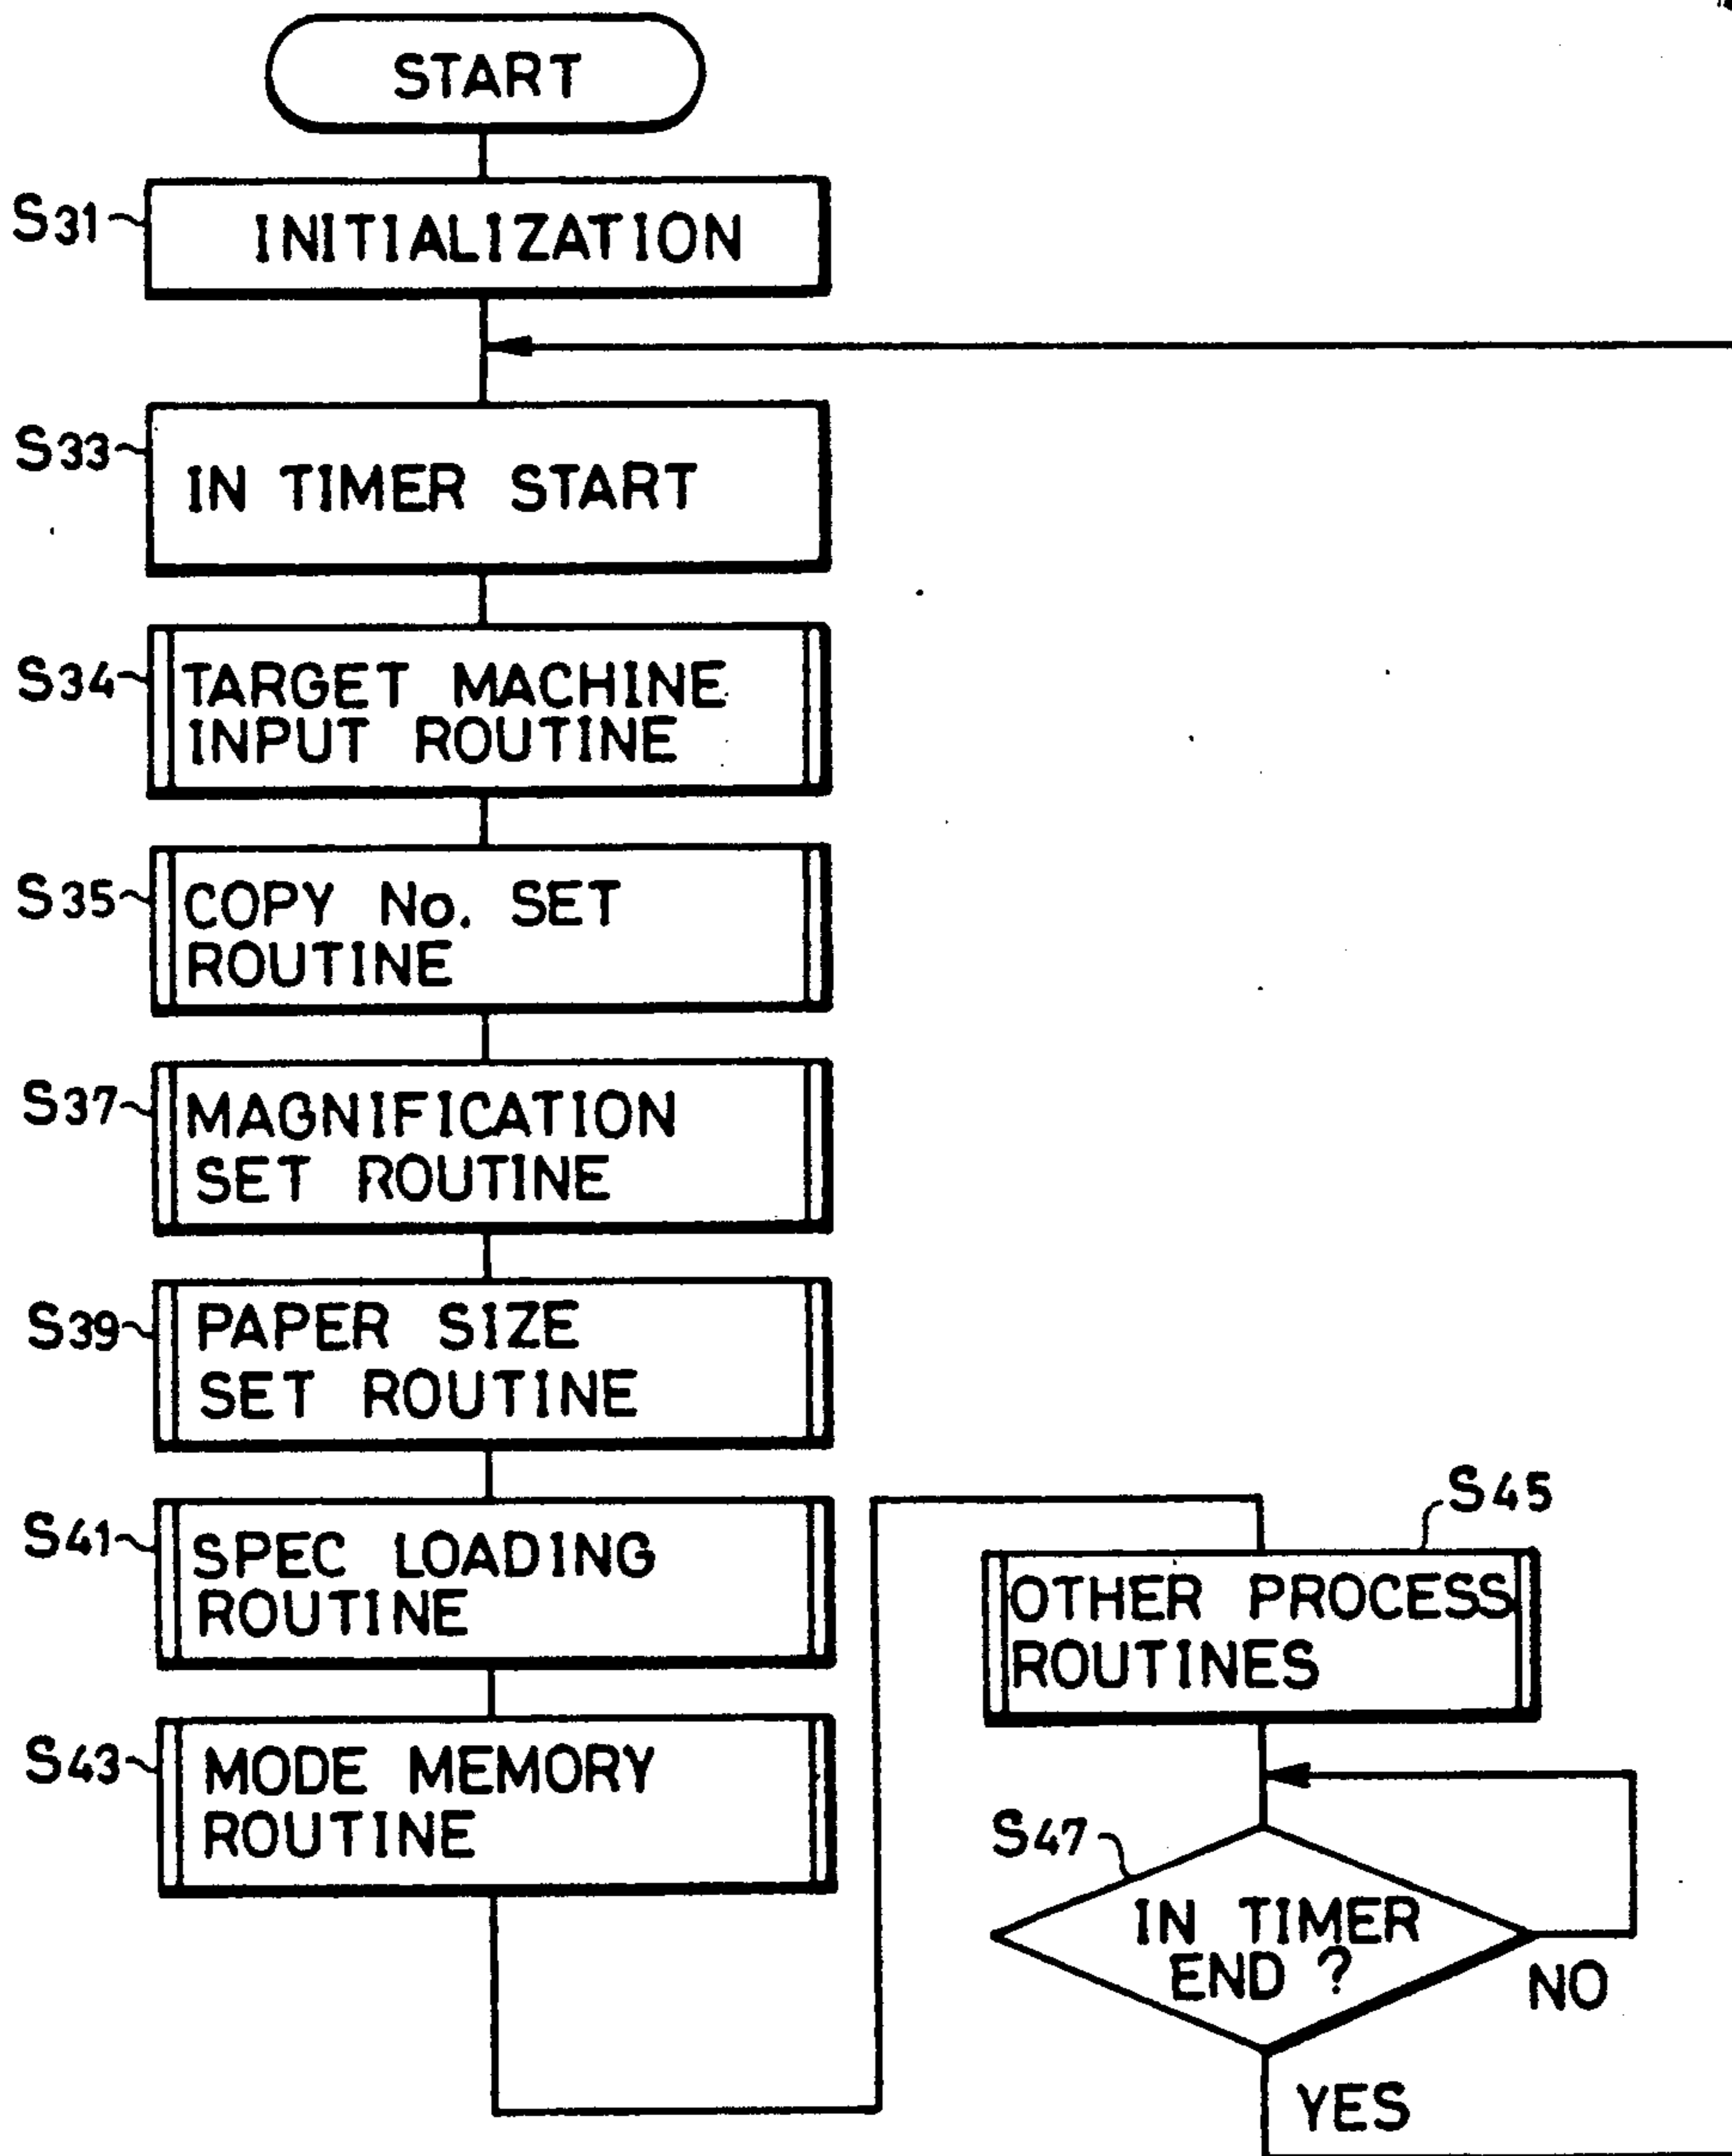 START
S31
INITIALIZATION
S33
IN TIMER START
S34
TARGET MACHINE
INPUT ROUTINE
S35
COPY No. SET
ROUTINE
S37
MAGNIFICATION
SET ROUTINE
S39
PAPER SIZE
SET ROUTINE
S41
SPEC LOADING
ROUTINE
S43
MODE MEMORY
ROUTINE
S45
OTHER PROCESS
ROUTINES
S47
IN TIMER
END ?
NO
YES